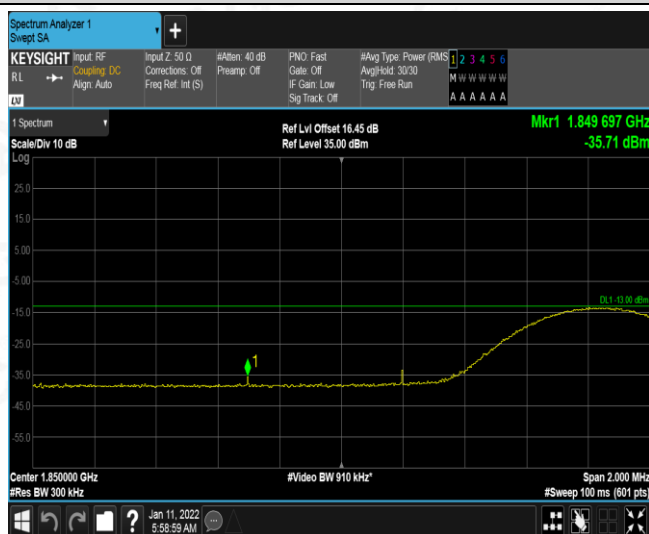 Spectrum Analyzer 1
Swept SA
+
KEYSIGHT
RL
LXI
Input: RF
Coupling: DC
Align: Auto
Input Z: 50 Ω
Corrections: Off
Freq Ref: Int (S)
#Atten: 40 dB
Preamp: Off
PNO: Fast
Gate: Off
IF Gain: Low
Sig Track: Off
#Avg Type: Power (RMS
Avg|Hold: 30/30
Trig: Free Run
1 2 3 4 5 6
M W W W W W
A A A A A A
1 Spectrum
Scale/Div 10 dB
Log
Ref Lvl Offset 16.45 dB
Ref Level 35.00 dBm
Mkr1 1.849 697 GHz
-35.71 dBm
25.0
15.0
5.00
-5.00
DL1 -13.00 dBm
-15.0
-25.0
1
-35.0
-45.0
-55.0
Center 1.850000 GHz
#Video BW 910 kHz*
Span 2.000 MHz
#Res BW 300 kHz
#Sweep 100 ms (601 pts)
?
Jan 11, 2022
5:58:59 AM